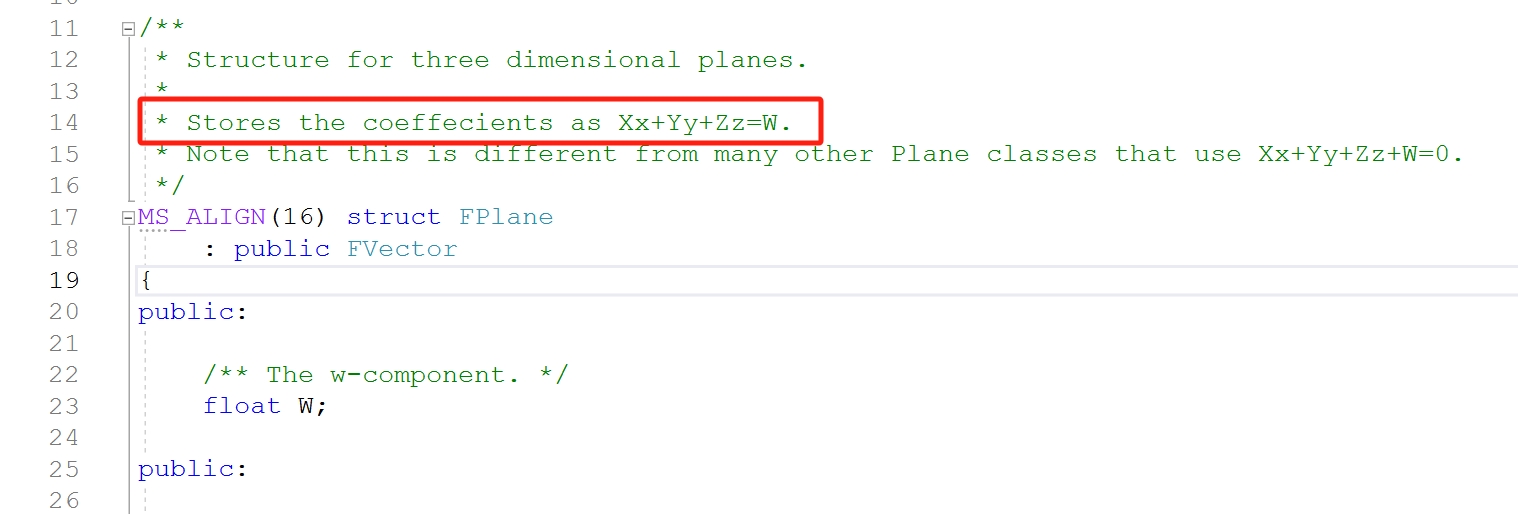 11 /**
12 * Structure for three dimensional planes.
13 *
14 * Stores the coeffecients as Xx+Yy+Zz=W.
15 * Note that this is different from many other Plane classes that use Xx+Yy+Zz+W=0.
16 */
17 MS_ALIGN(16) struct FPlane
18 : public FVector
19 {
20 public:
21
22 /** The w-component. */
23 float W;
24
25 public:
26